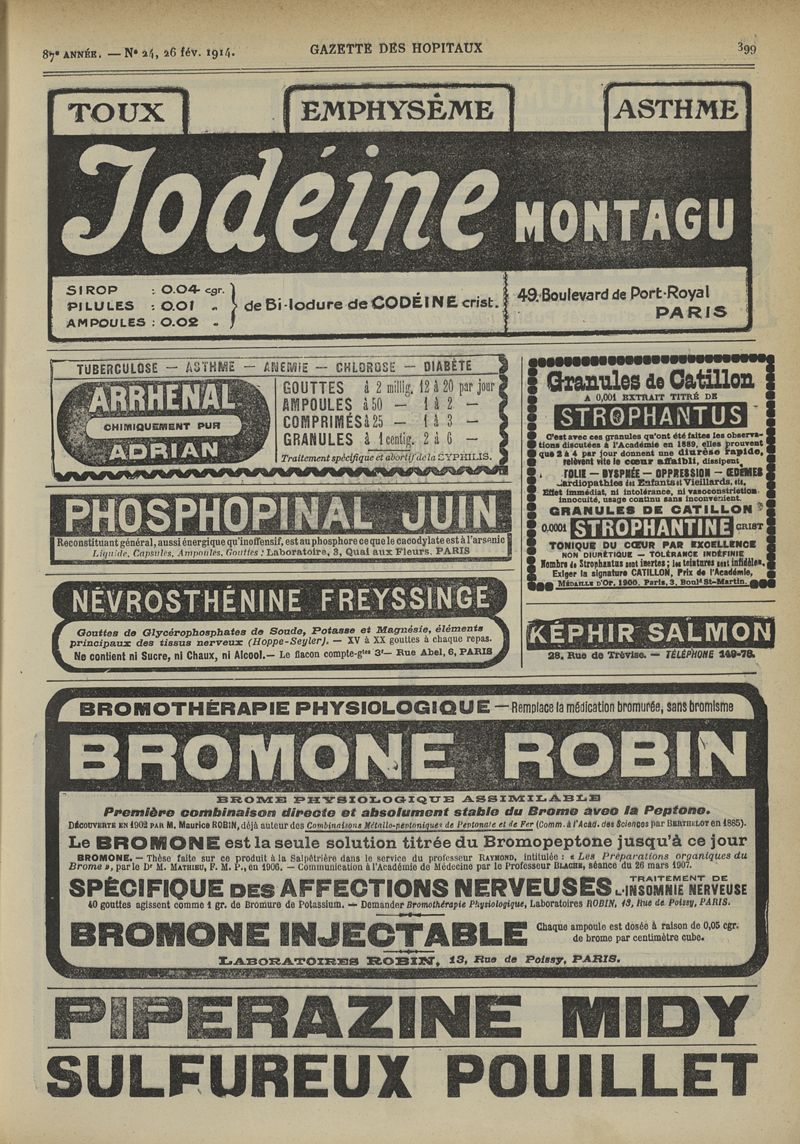 87e ANNÉE. — No 24, 26 fév. 1914.
GAZETTE DES HOPITAUX
399
TOUX
EMPHYSÊME
ASTHME
Iodéine MONTAGU
SIROP : 0.04 cgr.
PILULES : 0.01 „
AMPOULES : 0.02 „
de Bi-Iodure de CODÉINE crist.
49, Boulevard de Port-Royal
PARIS
TUBERCULOSE — ASTHME — ANEMIE — CHLOROSE — DIABÈTE
ARRHENAL
CHIMIQUEMENT PUR
ADRIAN
GOUTTES à 2 millig. 12 à 20 par jour
AMPOULES à 50 — 1 à 2 —
COMPRIMÉS à 25 — 1 à 3 —
GRANULES à 1 centig. 2 à 6 —
Traitement spécifique et abortif de la SYPHILIS.
PHOSPHOPINAL JUIN
Reconstituant général, aussi énergique qu'inoffensif, est au phosphore ce que le cacodylate est à l'arsenic
Liquide, Capsules, Ampoules, Gouttes : Laboratoire, 3, Quai aux Fleurs. PARIS
NÉVROSTHÉNINE FREYSSINGE
Gouttes de Glycérophosphates de Soude, Potasse et Magnésie, éléments
principaux des tissus nerveux (Hoppe-Seyler). — XV à XX gouttes à chaque repas.
Ne contient ni Sucre, ni Chaux, ni Alcool. — Le flacon compte-gttes 3f — Rue Abel, 6, PARIS
Granules de Catillon
A 0,001 EXTRAIT TITRÉ DE
STROPHANTUS
C'est avec ces granules qu'ont été faites les observa-
tions discutées à l'Académie en 1889, elles prouvent
que 2 à 4 par jour donnent une diurèse rapide,
relèvent vite le cœur affaibli, dissipent
ASYSTOLIE — DYSPNÉE — OPPRESSION — ŒDÈMES
Cardiopathies des Enfants et Vieillards, etc.
Effet immédiat, ni intolérance, ni vasoconstriction.
innocuité, usage continu sans inconvénient.
GRANULES DE CATILLON
0,0001 STROPHANTINE CRIST
TONIQUE DU CŒUR PAR EXCELLENCE
NON DIURÉTIQUE — TOLÉRANCE INDÉFINIE
Nombre de Strophantus sont inertes ; les teintures sont infidèles.
Exiger la signature CATILLON, Prix de l'Académie,
MÉDAILLE D'OR, 1900. Paris, 3, Bould St-Martin.
KÉPHIR SALMON
28, Rue de Trévise. — TÉLÉPHONE 149-78.
BROMOTHÉRAPIE PHYSIOLOGIQUE — Remplace la médication bromurée, sans bromisme
BROMONE ROBIN
BROME PHYSIOLOGIQUE ASSIMILABLE
Première combinaison directe et absolument stable du Brome avec la Peptone.
DÉCOUVERTE EN 1902 PAR M. Maurice ROBIN, déjà auteur des Combinaisons Métallo-peptoniques de Peptonate et de Fer (Comm. à l'Acad. des Sciences par BERTHELOT en 1885).
Le BROMONE est la seule solution titrée du Bromopeptone jusqu'à ce jour
BROMONE. — Thèse faite sur ce produit à la Salpêtrière dans le service du professeur RAYMOND, intitulée : « Les Préparations organiques du
Brome », par le Dr M. MATHIEU, F. M. P., en 1906. — Communication à l'Académie de Médecine par le Professeur BLACHE, séance du 26 mars 1907.
SPÉCIFIQUE DES AFFECTIONS NERVEUSES
TRAITEMENT DE
L'INSOMNIE NERVEUSE
40 gouttes agissent comme 1 gr. de Bromure de Potassium. — Demander Bromothérapie Physiologique, Laboratoires ROBIN, 13, Rue de Poissy, PARIS.
BROMONE INJECTABLE
Chaque ampoule est dosée à raison de 0,05 cgr.
de brome par centimètre cube.
LABORATOIRES ROBIN, 13, Rue de Poissy, PARIS.
PIPERAZINE MIDY
SULFUREUX POUILLET